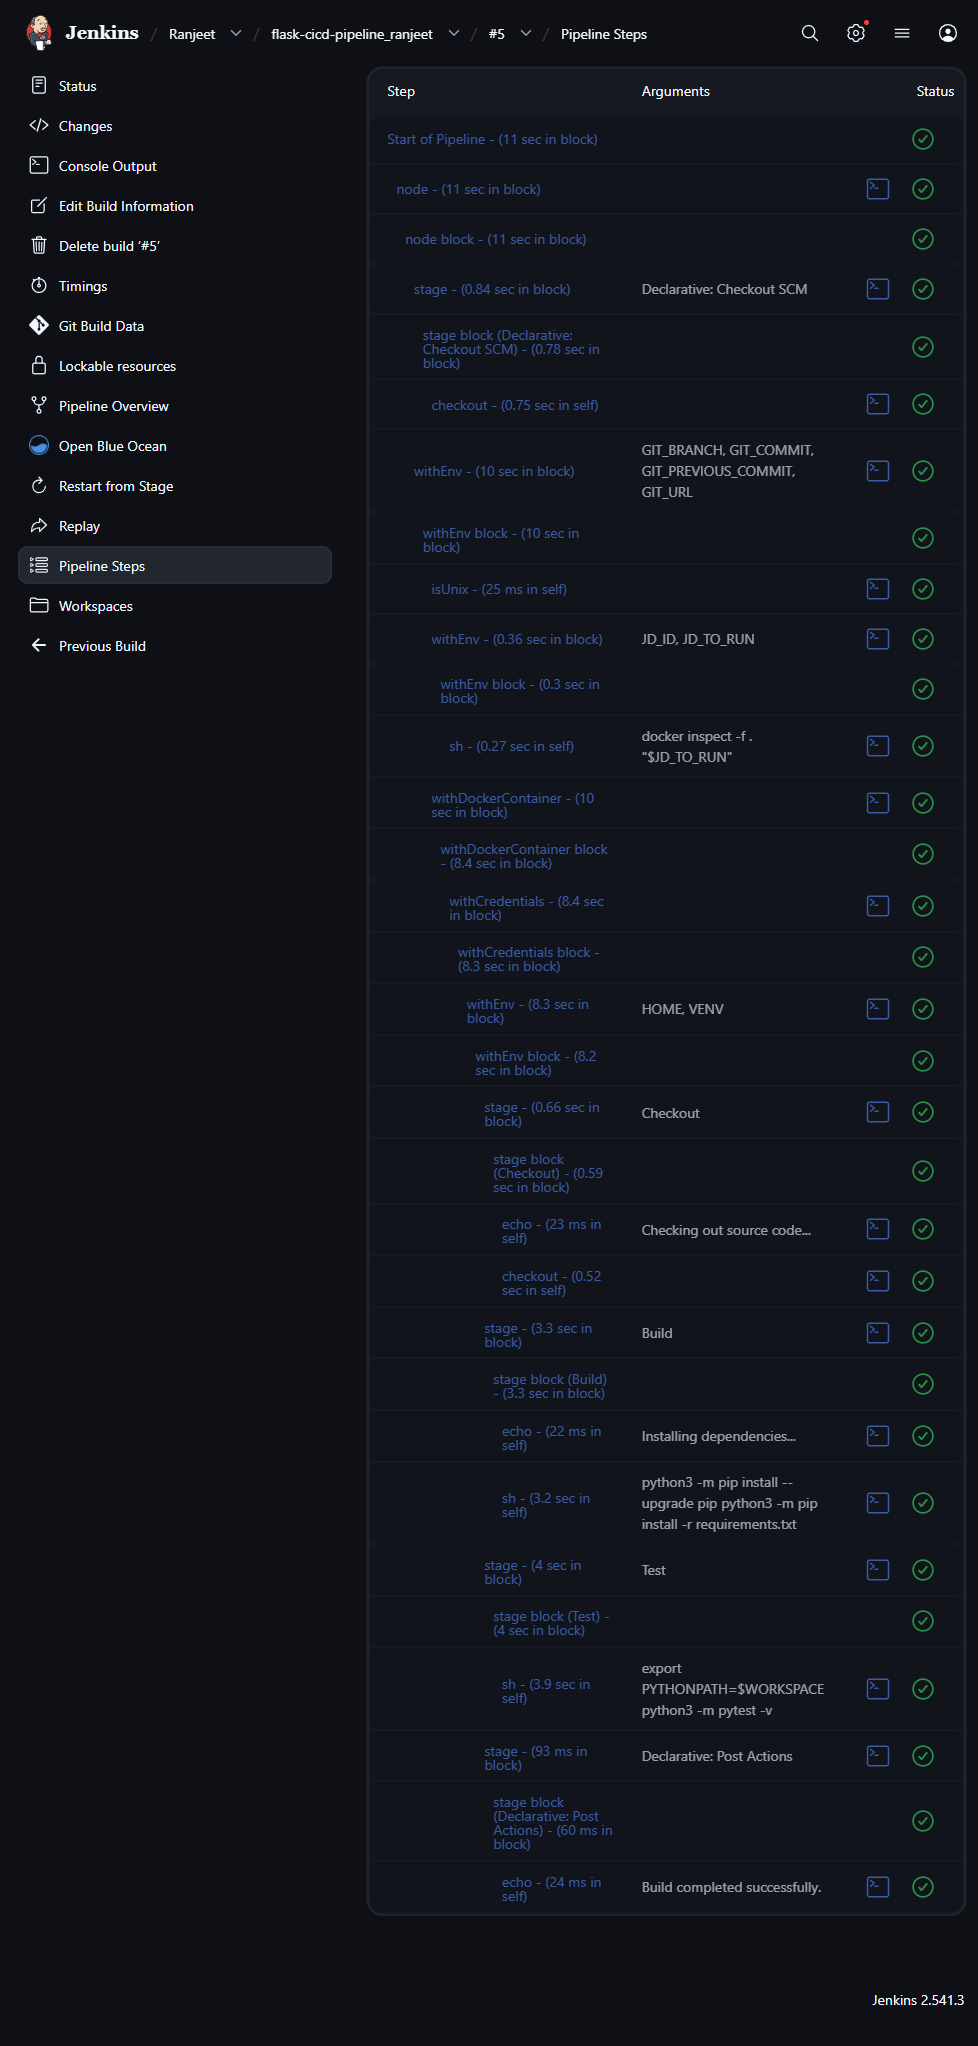 Jenkins / Ranjeet / flask-cicd-pipeline_ranjeet / #5 / Pipeline Steps
Status
Changes
Console Output
Edit Build Information
Delete build ‘#5’
Timings
Git Build Data
Lockable resources
Pipeline Overview
Open Blue Ocean
Restart from Stage
Replay
Pipeline Steps
Workspaces
Previous Build
Step Arguments Status
Start of Pipeline - (11 sec in block)
node - (11 sec in block)
node block - (11 sec in block)
stage - (0.84 sec in block) Declarative: Checkout SCM
stage block (Declarative:
Checkout SCM) - (0.78 sec in
block)
checkout - (0.75 sec in self)
withEnv - (10 sec in block)
GIT_BRANCH, GIT_COMMIT,
GIT_PREVIOUS_COMMIT,
GIT_URL
withEnv block - (10 sec in
block)
isUnix - (25 ms in self)
withEnv - (0.36 sec in block) JD_ID, JD_TO_RUN
withEnv block - (0.3 sec in
block)
sh - (0.27 sec in self)
docker inspect -f .
"$JD_TO_RUN"
withDockerContainer - (10
sec in block)
withDockerContainer block
- (8.4 sec in block)
withCredentials - (8.4 sec
in block)
withCredentials block -
(8.3 sec in block)
withEnv - (8.3 sec in
block)
HOME, VENV
withEnv block - (8.2
sec in block)
stage - (0.66 sec in
block)
Checkout
stage block
(Checkout) - (0.59
sec in block)
echo - (23 ms in
self)
Checking out source code...
checkout - (0.52
sec in self)
stage - (3.3 sec in
block)
Build
stage block (Build)
- (3.3 sec in block)
echo - (22 ms in
self)
Installing dependencies...
sh - (3.2 sec in
self)
python3 -m pip install --
upgrade pip python3 -m pip
install -r requirements.txt
stage - (4 sec in
block)
Test
stage block (Test) -
(4 sec in block)
sh - (3.9 sec in
self)
export
PYTHONPATH=$WORKSPACE
python3 -m pytest -v
stage - (93 ms in
block)
Declarative: Post Actions
stage block
(Declarative: Post
Actions) - (60 ms in
block)
echo - (24 ms in
self)
Build completed successfully.
Jenkins 2.541.3